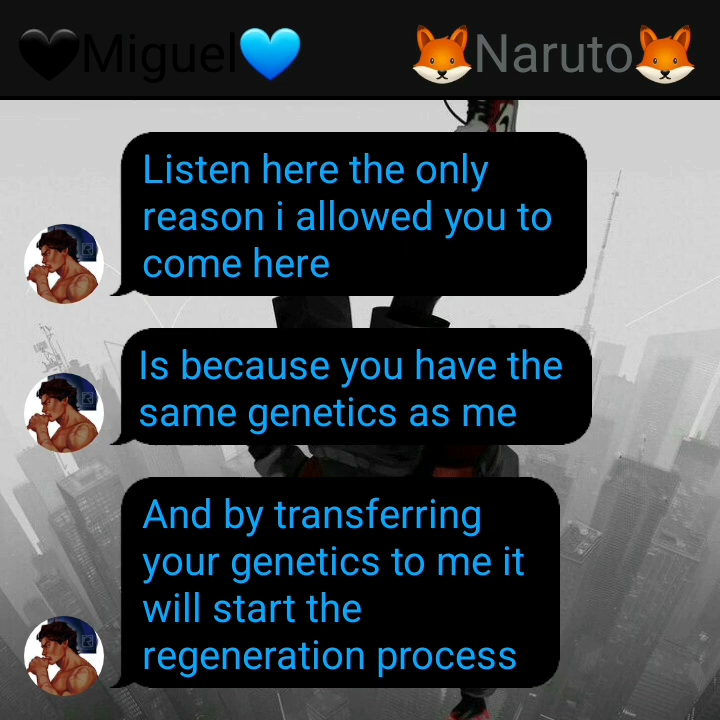 🖤Miguel💙 🦊Naruto🦊
Listen here the only
reason i allowed you to
come here
Is because you have the
same genetics as me
And by transferring
your genetics to me it
will start the
regeneration process